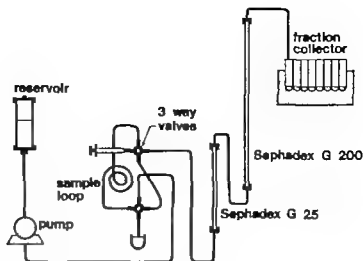 reservoir
3 way
valves
sample
loop
pump
fraction
collector
Sephadex G 200
Sephadex G 25